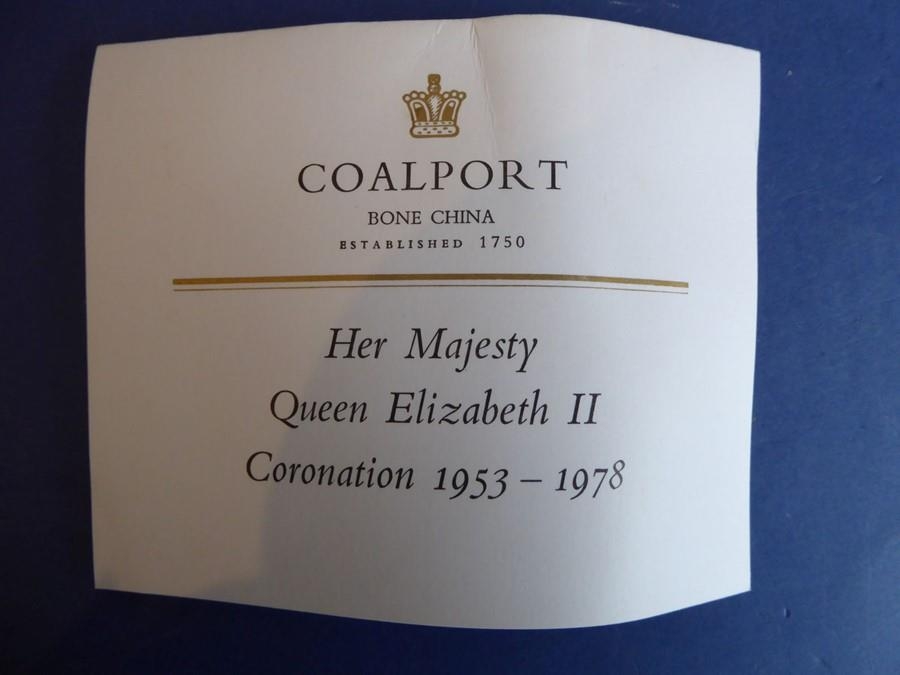 COALPORT
BONE CHINA
ESTABLISHED 1750
Her Majesty
Queen Elizabeth II
Coronation 1953 – 1978